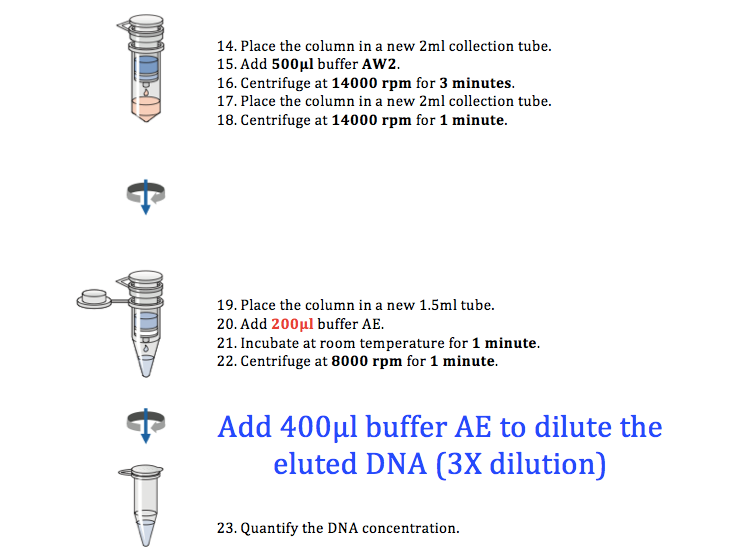 14. Place the column in a new 2ml collection tube.
15. Add 500µl buffer AW2.
16. Centrifuge at 14000 rpm for 3 minutes.
17. Place the column in a new 2ml collection tube.
18. Centrifuge at 14000 rpm for 1 minute.
19. Place the column in a new 1.5ml tube.
20. Add 200µl buffer AE.
21. Incubate at room temperature for 1 minute.
22. Centrifuge at 8000 rpm for 1 minute.
Add 400µl buffer AE to dilute the
eluted DNA (3X dilution)
23. Quantify the DNA concentration.